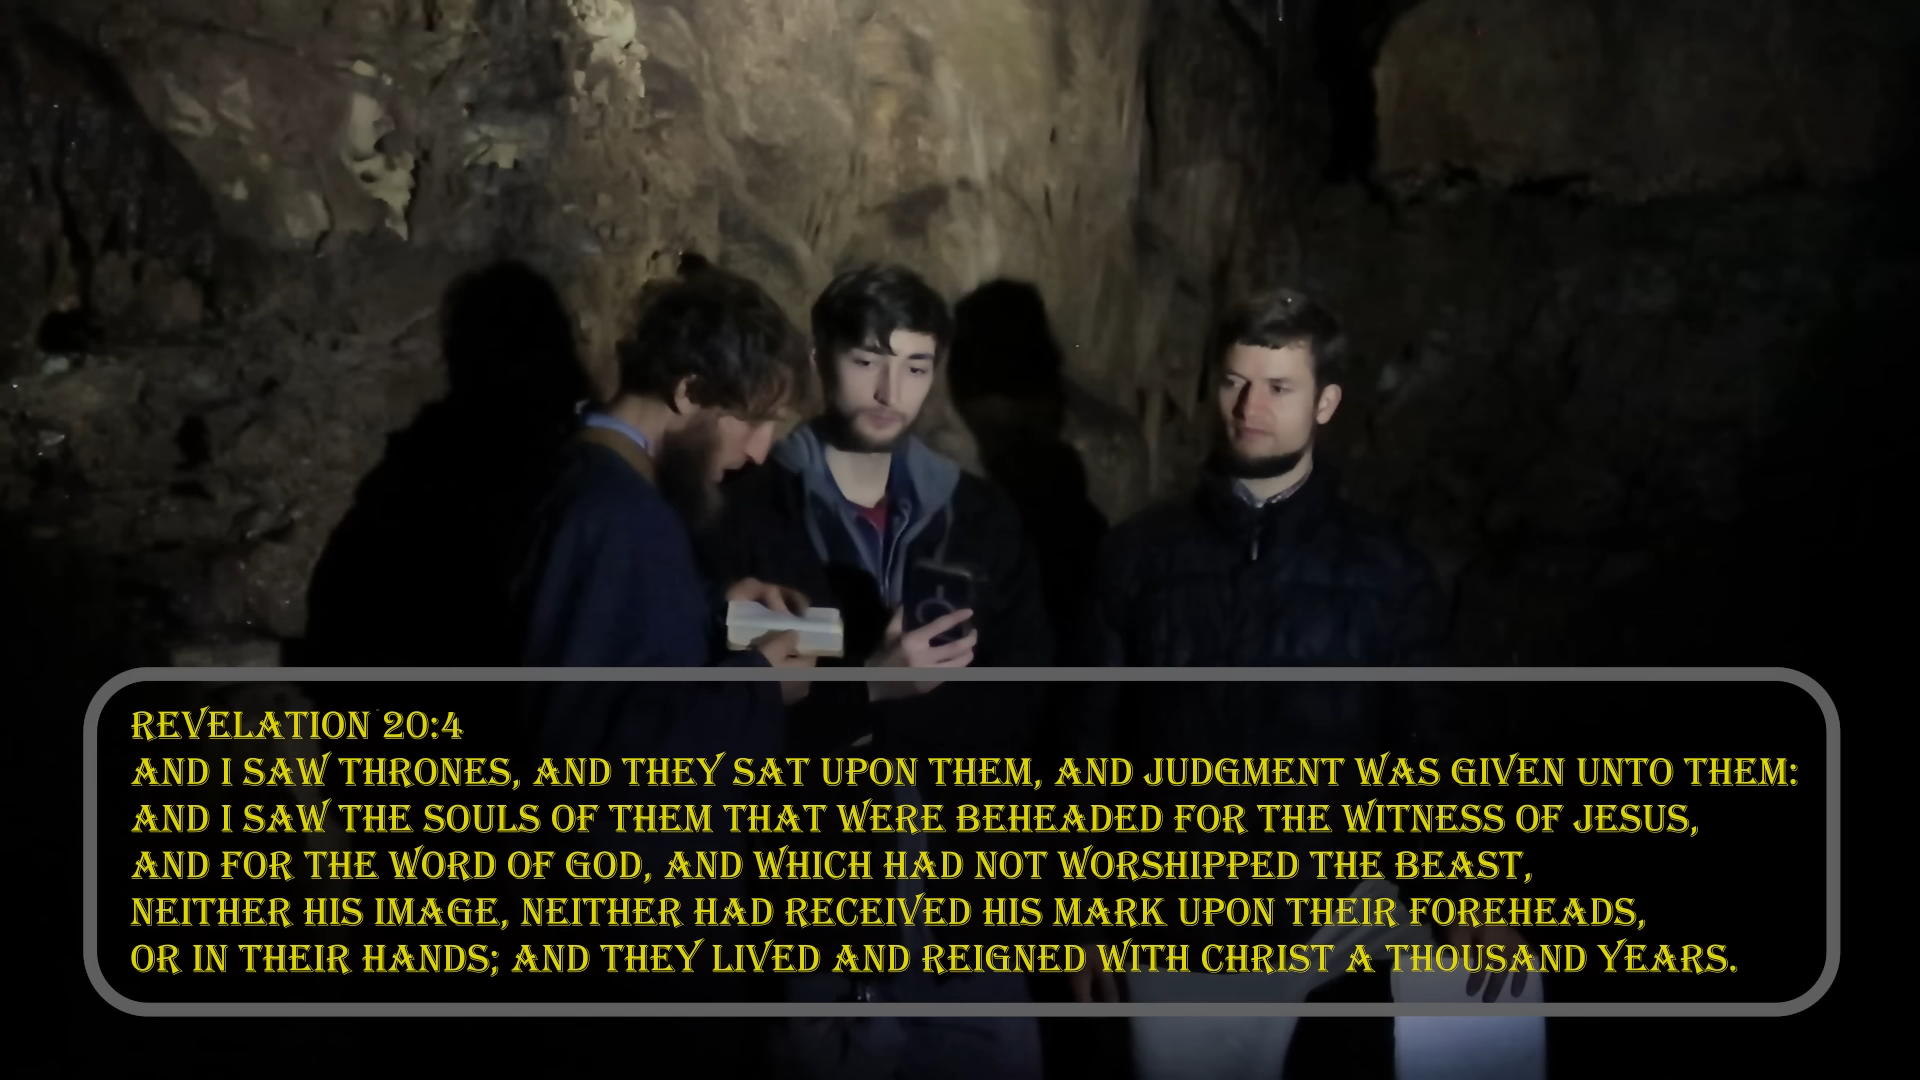 REVELATION 20:4
AND I SAW THRONES, AND THEY SAT UPON THEM, AND JUDGMENT WAS GIVEN UNTO THEM:
AND I SAW THE SOULS OF THEM THAT WERE BEHEADED FOR THE WITNESS OF JESUS,
AND FOR THE WORD OF GOD, AND WHICH HAD NOT WORSHIPPED THE BEAST,
NEITHER HIS IMAGE, NEITHER HAD RECEIVED HIS MARK UPON THEIR FOREHEADS,
OR IN THEIR HANDS; AND THEY LIVED AND REIGNED WITH CHRIST A THOUSAND YEARS.